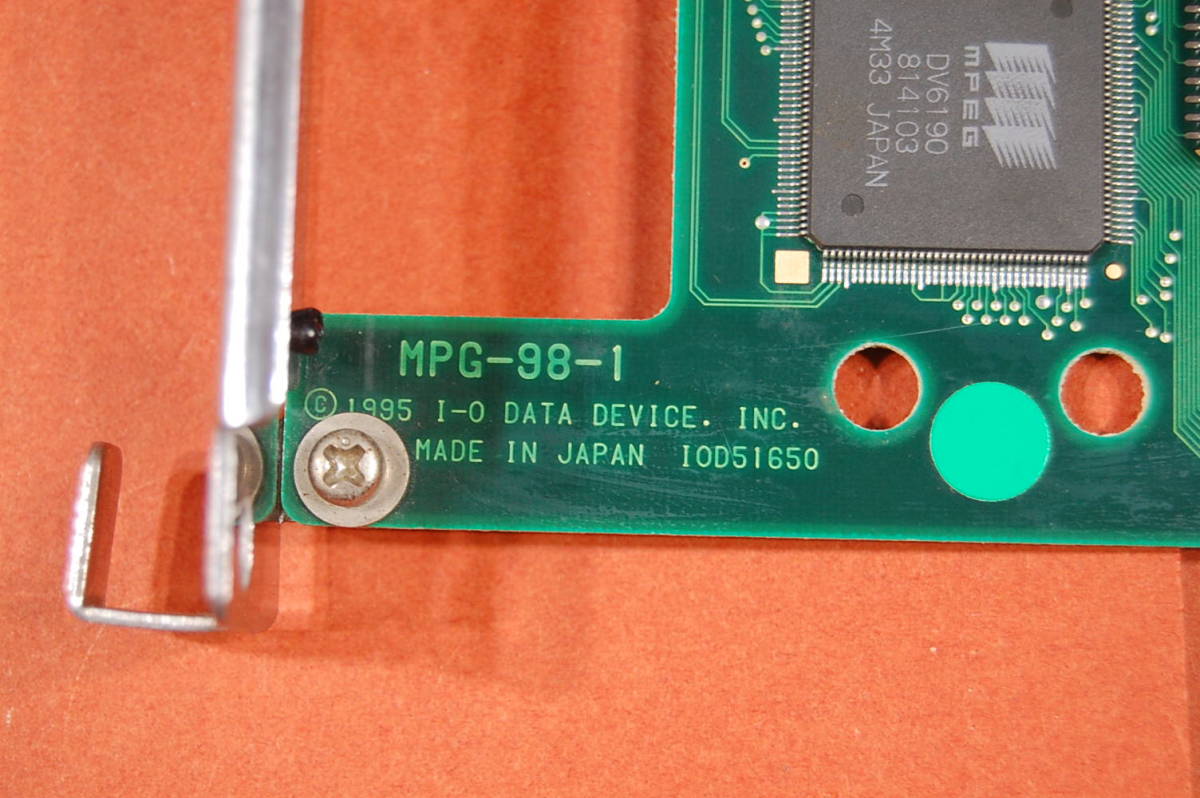 MPEG
DV6190
814103
4M33 JAPAN
MPG-98-1
© 1995 I-O DATA DEVICE. INC.
MADE IN JAPAN IOD51650